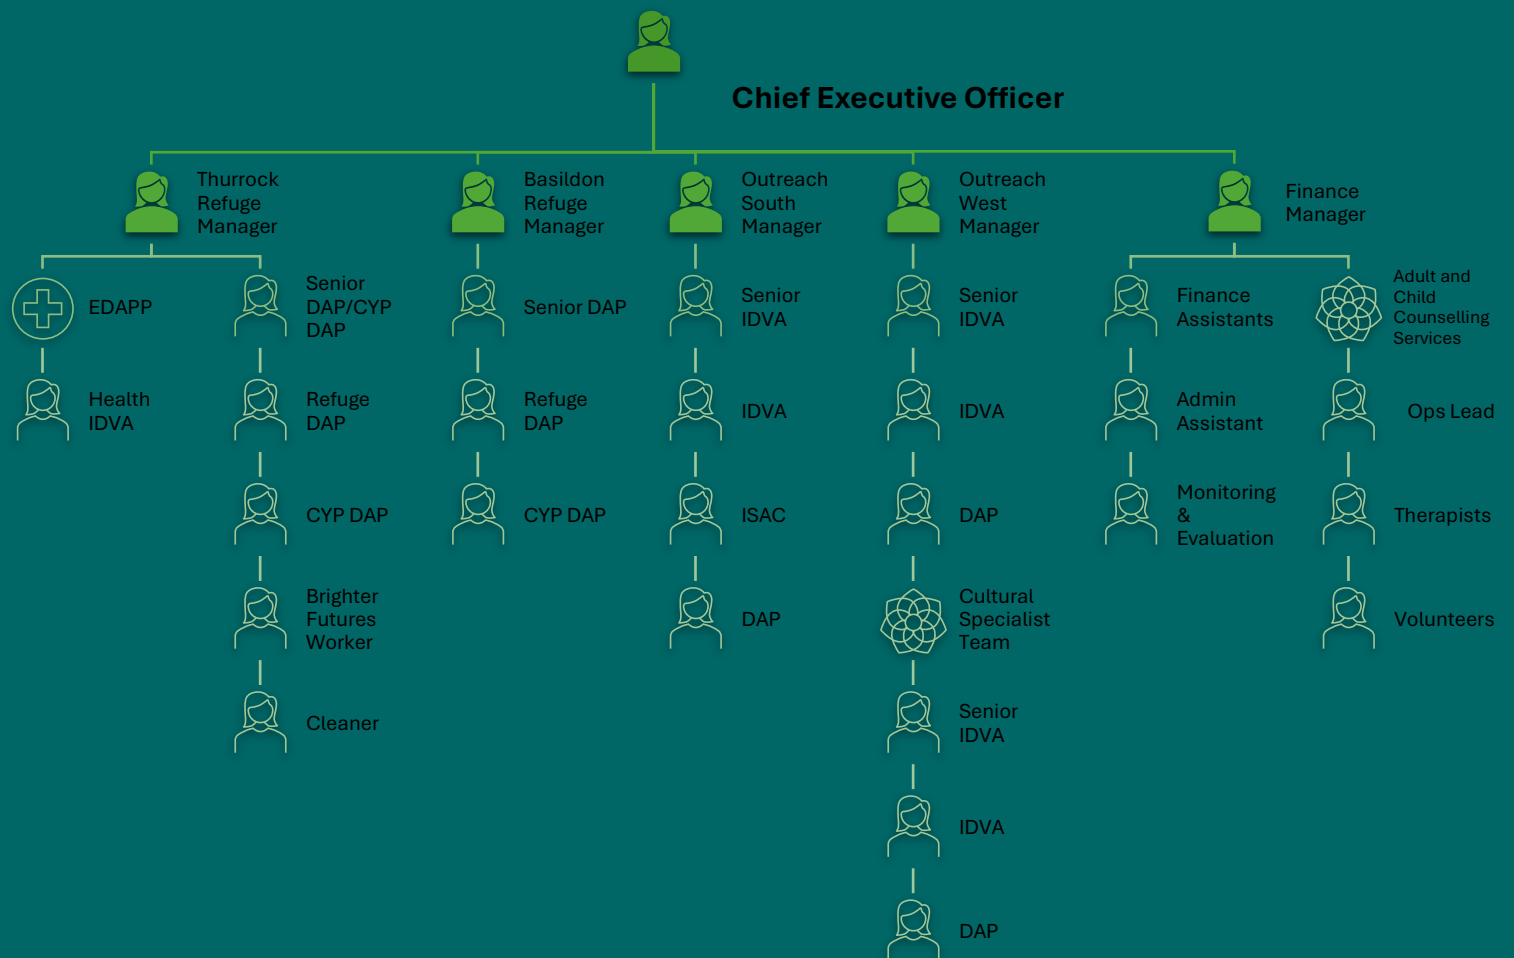 Chief Executive Officer
Thurrock
Refuge
Manager
Basildon
Refuge
Manager
Outreach
South
Manager
Outreach
West
Manager
Finance
Manager
EDAPP
Senior
DAP/CYP
DAP
Senior DAP
Senior
IDVA
Senior
IDVA
Finance
Assistants
Adult and
Child
Counselling
Services
Health
IDVA
Refuge
DAP
Refuge
DAP
IDVA
IDVA
Admin
Assistant
Ops Lead
CYP DAP
CYP DAP
ISAC
DAP
Monitoring
&
Evaluation
Therapists
Brighter
Futures
Worker
DAP
Cultural
Specialist
Team
Volunteers
Cleaner
Senior
IDVA
IDVA
DAP